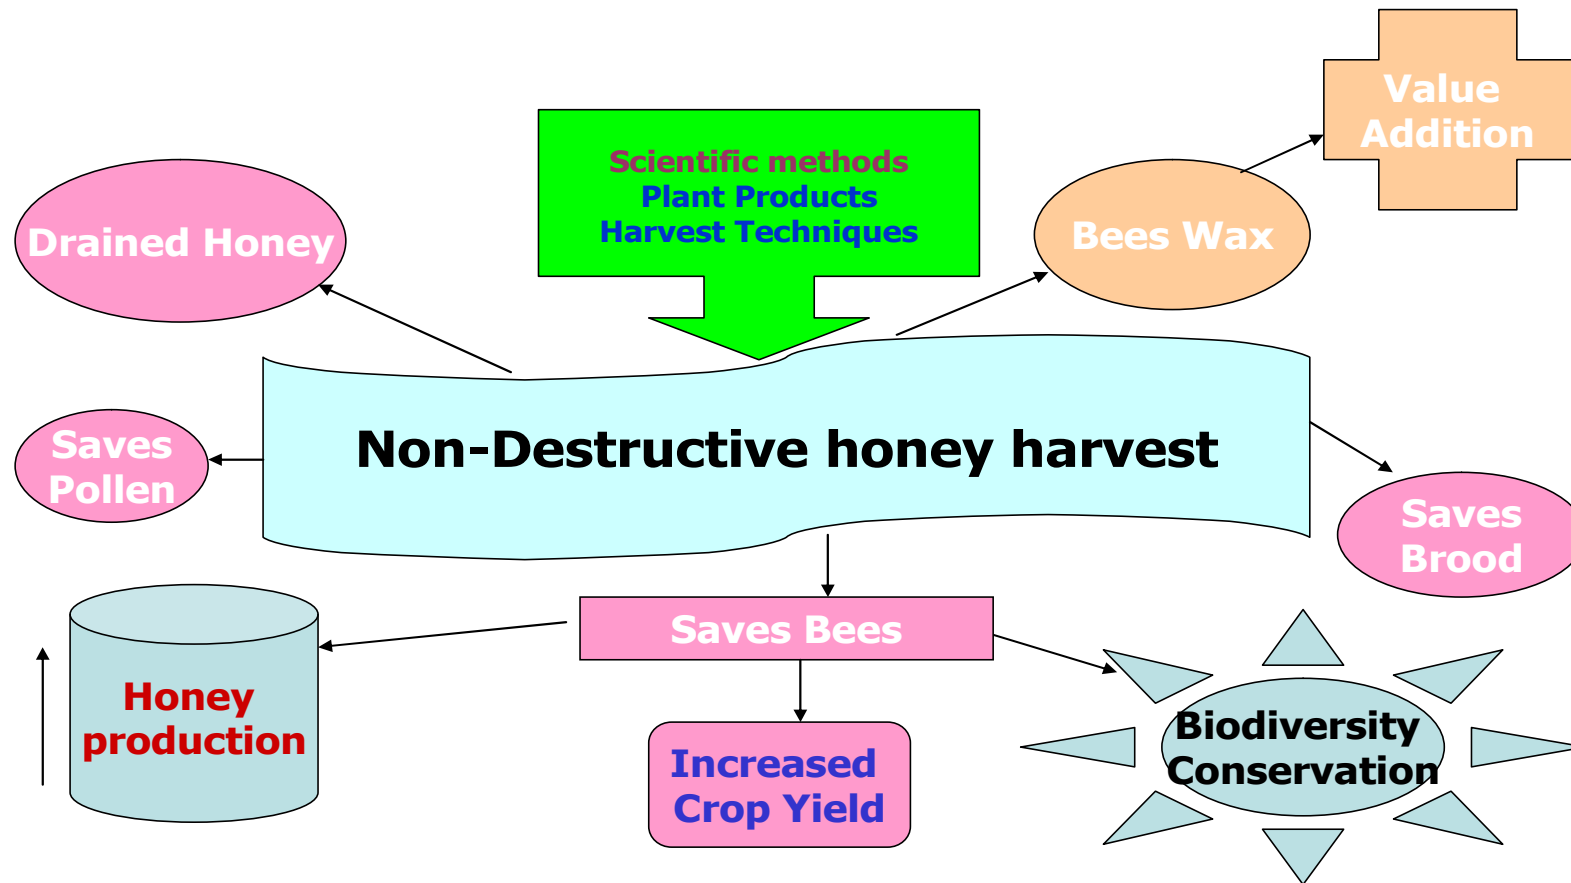 Value
Addition
Scientific methods
Plant Products
Harvest Techniques
Drained Honey
Bees Wax
Non-Destructive honey harvest
Saves
Pollen
Saves
Brood
Saves Bees
Honey
production
Increased
Crop Yield
Biodiversity
Conservation